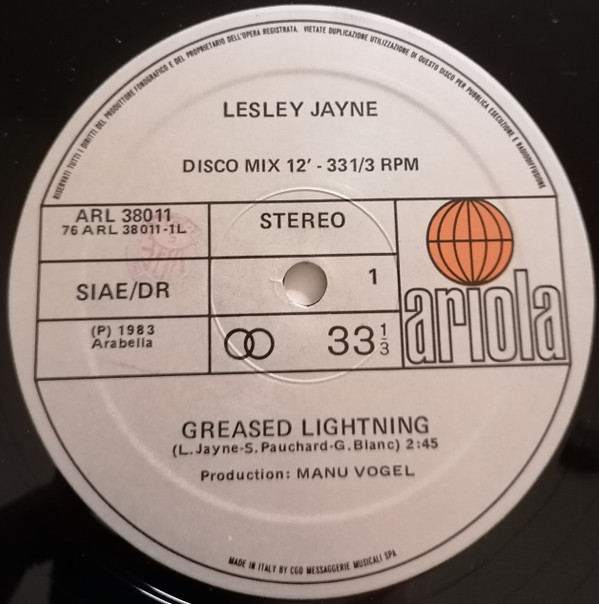 RISERVATI TUTTI I DIRITTI DEL PRODUTTORE FONOGRAFICO E DEL PROPRIETARIO DELL'OPERA REGISTRATA. VIETATE DUPLICAZIONE UTILIZZAZIONE DI QUESTO DISCO PER PUBBLICA ESECUZIONE E RADIODIFFUSIONE
LESLEY JAYNE
DISCO MIX 12' - 331/3 RPM
ARL 38011
76 ARL 38011-1L
STEREO
SIAE/DR
1
(P) 1983
Arabella
33 1/3
ariola
GREASED LIGHTNING
(L. Jayne-S. Pauchard-G. Blanc) 2:45
Production: MANU VOGEL
MADE IN ITALY BY CGD MESSAGGERIE MUSICALI SPA